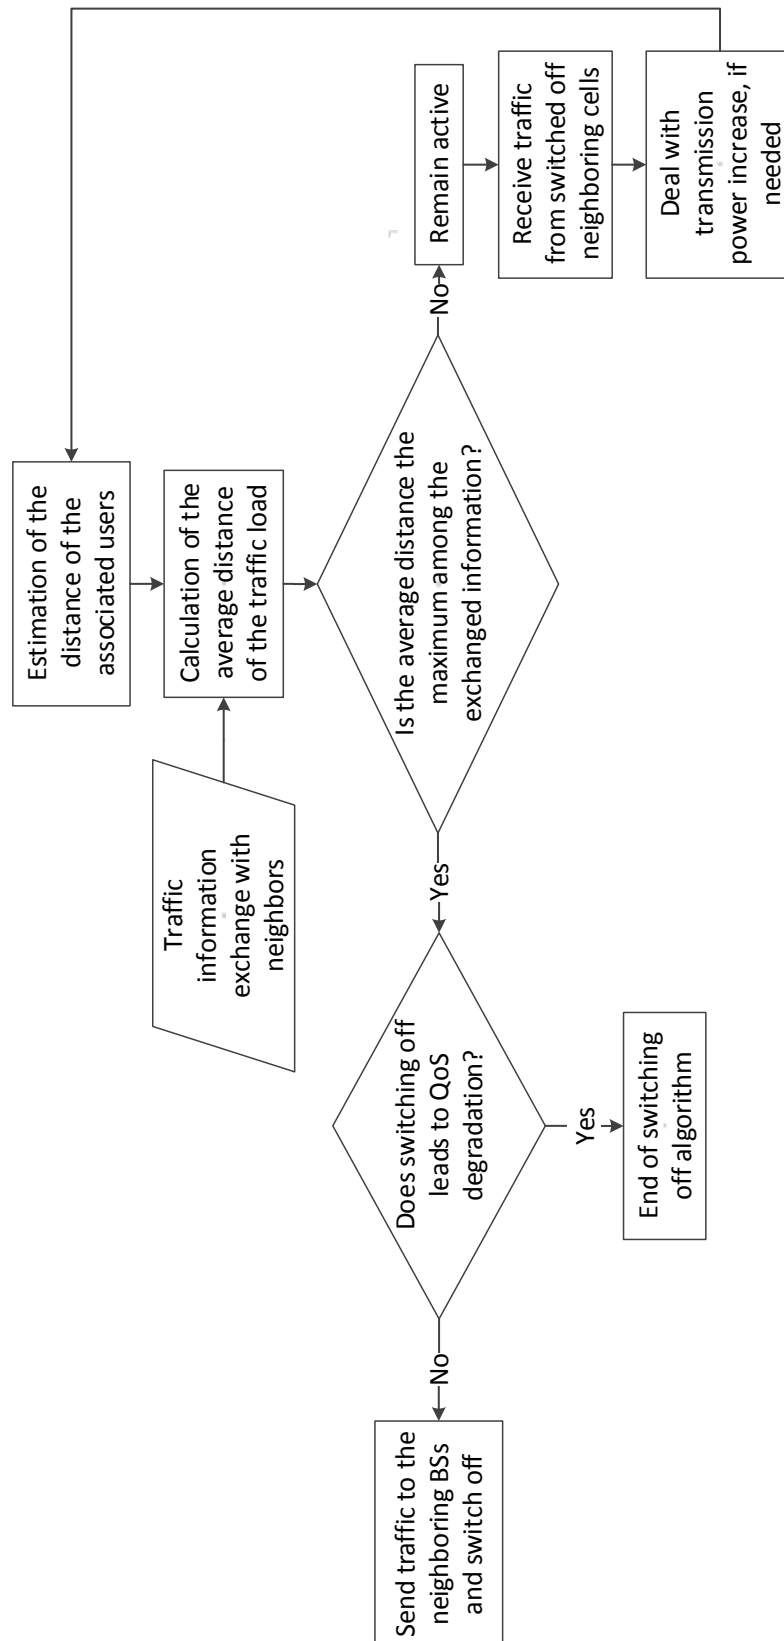 Estimation of the
distance of the
associated users
Traffic
information
exchange with
neighbors
Calculation of the
average distance
of the traffic load
Is the average distance the
maximum among the
exchanged information?
No
Remain active
Receive traffic
from switched off
neighboring cells
Deal with
transmission
power increase, if
needed
Yes
Does switching off
leads to QoS
degradation?
Yes
End of switching
off algorithm
No
Send traffic to the
neighboring BSs
and switch off